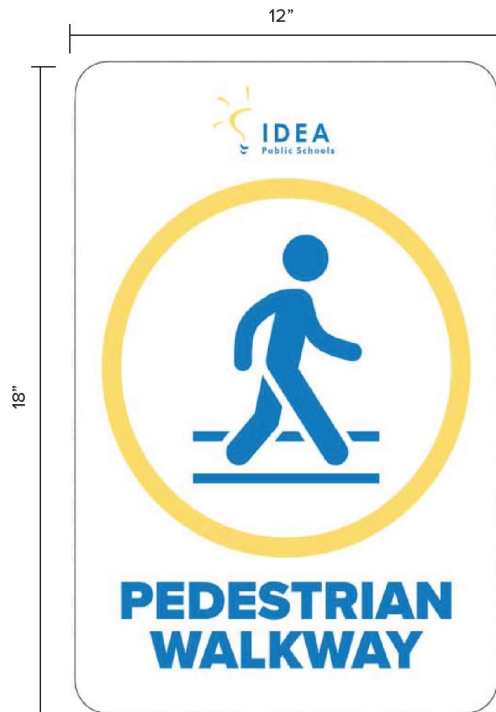 12”
18”
IDEA
Public Schools
PEDESTRIAN
WALKWAY